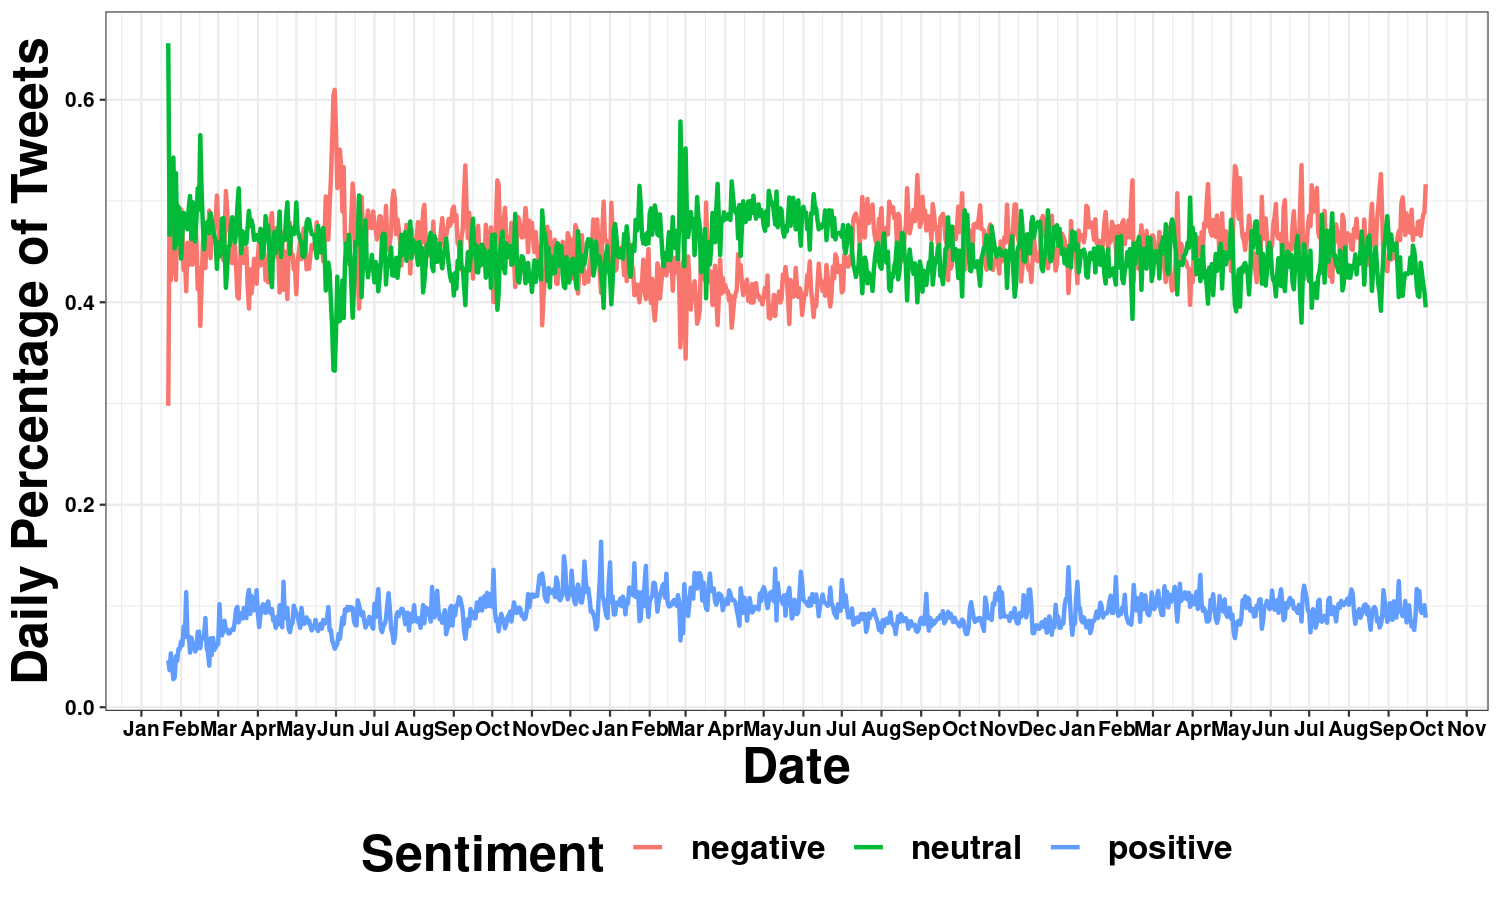 Daily Percentage of Tweets
0.6
0.4
0.2
0.0
Jan Feb Mar Apr May Jun Jul Aug Sep Oct Nov Dec Jan Feb Mar Apr May Jun Jul Aug Sep Oct Nov Dec Jan Feb Mar Apr May Jun Jul Aug Sep Oct Nov
Date
Sentiment negative neutral positive